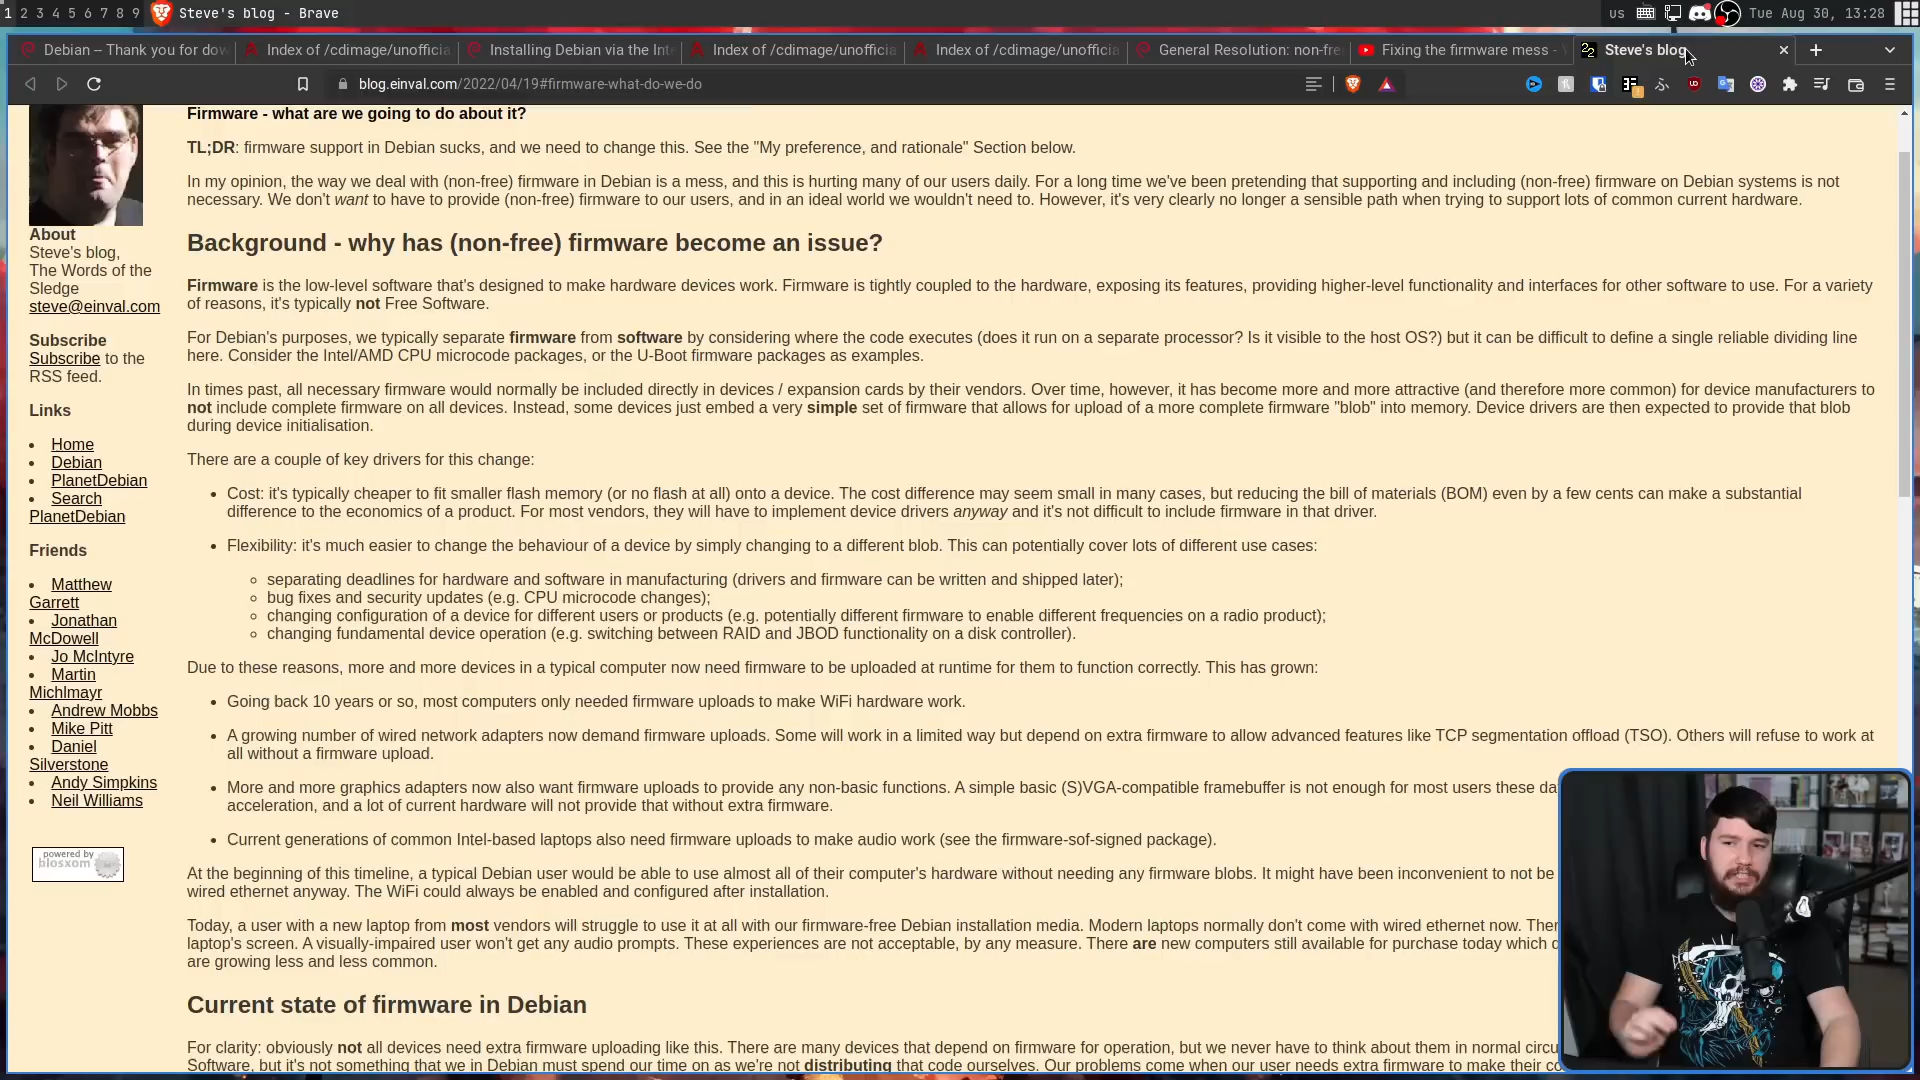 1 2 3 4 5 6 7 8 9 Steve's blog - Brave
us Tue Aug 30, 13:28
Debian -- Thank you for dow
Index of /cdimage/unofficia
Installing Debian via the Inte
Index of /cdimage/unofficia
Index of /cdimage/unofficia
General Resolution: non-fre
Fixing the firmware mess -
Steve's blog
blog.einval.com/2022/04/19#firmware-what-do-we-do
About
Steve's blog,
The Words of the
Sledge
steve@einval.com
Subscribe
Subscribe to the
RSS feed.
Links
• Home
• Debian
• PlanetDebian
• Search
PlanetDebian
Friends
• Matthew
Garrett
• Jonathan
McDowell
• Jo McIntyre
• Martin
Michlmayr
• Andrew Mobbs
• Mike Pitt
• Daniel
Silverstone
• Andy Simpkins
• Neil Williams
powered by
blosxom
Firmware - what are we going to do about it?
TL;DR: firmware support in Debian sucks, and we need to change this. See the "My preference, and rationale" Section below.
In my opinion, the way we deal with (non-free) firmware in Debian is a mess, and this is hurting many of our users daily. For a long time we've been pretending that supporting and including (non-free) firmware on Debian systems is not
necessary. We don't want to have to provide (non-free) firmware to our users, and in an ideal world we wouldn't need to. However, it's very clearly no longer a sensible path when trying to support lots of common current hardware.
Background - why has (non-free) firmware become an issue?
Firmware is the low-level software that's designed to make hardware devices work. Firmware is tightly coupled to the hardware, exposing its features, providing higher-level functionality and interfaces for other software to use. For a variety
of reasons, it's typically not Free Software.
For Debian's purposes, we typically separate firmware from software by considering where the code executes (does it run on a separate processor? Is it visible to the host OS?) but it can be difficult to define a single reliable dividing line
here. Consider the Intel/AMD CPU microcode packages, or the U-Boot firmware packages as examples.
In times past, all necessary firmware would normally be included directly in devices / expansion cards by their vendors. Over time, however, it has become more and more attractive (and therefore more common) for device manufacturers to
not include complete firmware on all devices. Instead, some devices just embed a very simple set of firmware that allows for upload of a more complete firmware "blob" into memory. Device drivers are then expected to provide that blob
during device initialisation.
There are a couple of key drivers for this change:
• Cost: it's typically cheaper to fit smaller flash memory (or no flash at all) onto a device. The cost difference may seem small in many cases, but reducing the bill of materials (BOM) even by a few cents can make a substantial
difference to the economics of a product. For most vendors, they will have to implement device drivers anyway and it's not difficult to include firmware in that driver.
• Flexibility: it's much easier to change the behaviour of a device by simply changing to a different blob. This can potentially cover lots of different use cases:
◦ separating deadlines for hardware and software in manufacturing (drivers and firmware can be written and shipped later);
◦ bug fixes and security updates (e.g. CPU microcode changes);
◦ changing configuration of a device for different users or products (e.g. potentially different firmware to enable different frequencies on a radio product);
◦ changing fundamental device operation (e.g. switching between RAID and JBOD functionality on a disk controller).
Due to these reasons, more and more devices in a typical computer now need firmware to be uploaded at runtime for them to function correctly. This has grown:
• Going back 10 years or so, most computers only needed firmware uploads to make WiFi hardware work.
• A growing number of wired network adapters now demand firmware uploads. Some will work in a limited way but depend on extra firmware to allow advanced features like TCP segmentation offload (TSO). Others will refuse to work at
all without a firmware upload.
• More and more graphics adapters now also want firmware uploads to provide any non-basic functions. A simple basic (S)VGA-compatible framebuffer is not enough for most users these da
acceleration, and a lot of current hardware will not provide that without extra firmware.
• Current generations of common Intel-based laptops also need firmware uploads to make audio work (see the firmware-sof-signed package).
At the beginning of this timeline, a typical Debian user would be able to use almost all of their computer's hardware without needing any firmware blobs. It might have been inconvenient to not be
wired ethernet anyway. The WiFi could always be enabled and configured after installation.
Today, a user with a new laptop from most vendors will struggle to use it at all with our firmware-free Debian installation media. Modern laptops normally don't come with wired ethernet now. Ther
laptop's screen. A visually-impaired user won't get any audio prompts. These experiences are not acceptable, by any measure. There are new computers still available for purchase today which d
are growing less and less common.
Current state of firmware in Debian
For clarity: obviously not all devices need extra firmware uploading like this. There are many devices that depend on firmware for operation, but we never have to think about them in normal circu
Software, but it's not something that we in Debian must spend our time on as we're not distributing that code ourselves. Our problems come when our user needs extra firmware to make their co